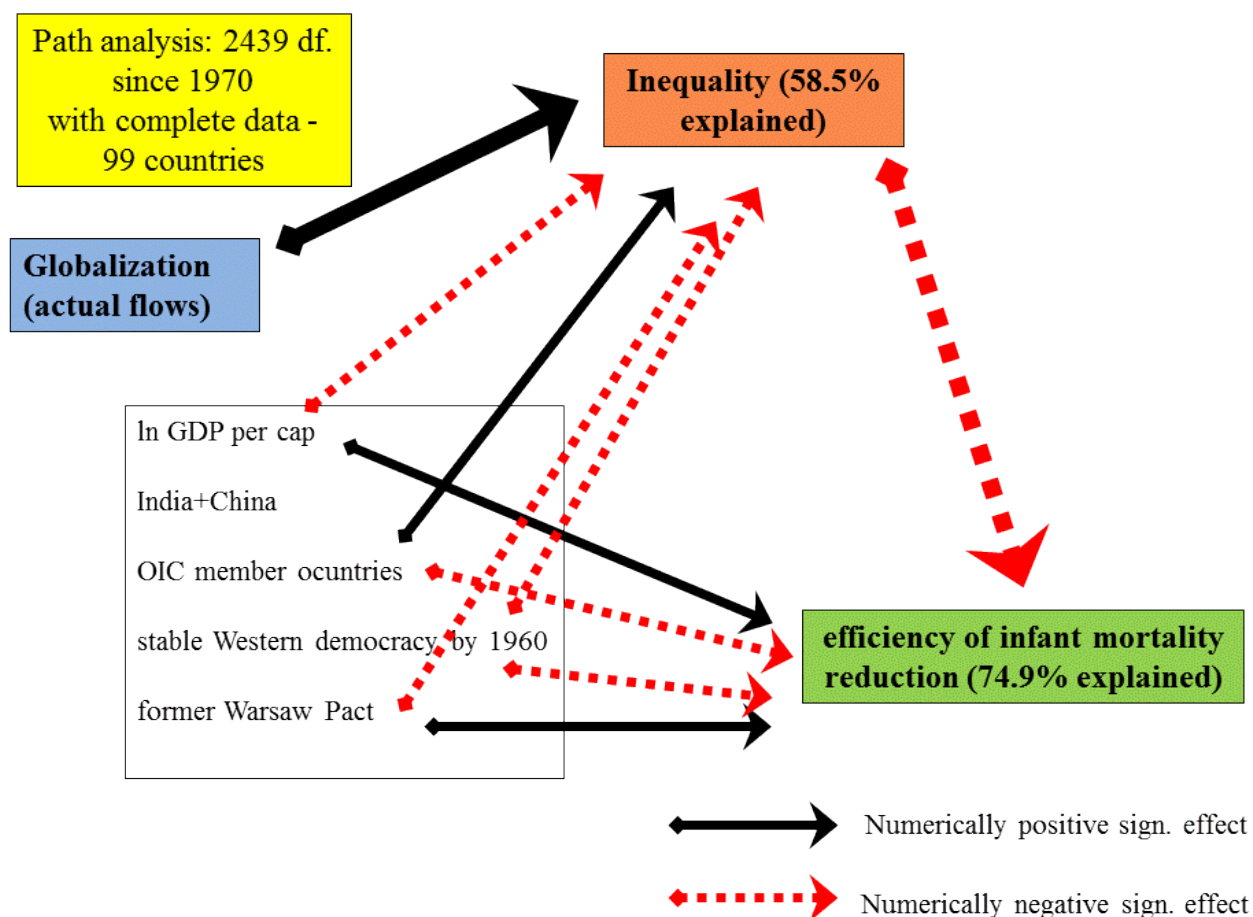 Path analysis: 2439 df.
since 1970
with complete data -
99 countries
Inequality (58.5%
explained)
Globalization
(actual flows)
ln GDP per cap
India+China
OIC member ocuntries
stable Western democracy by 1960
former Warsaw Pact
efficiency of infant mortality
reduction (74.9% explained)
Numerically positive sign. effect
Numerically negative sign. effect